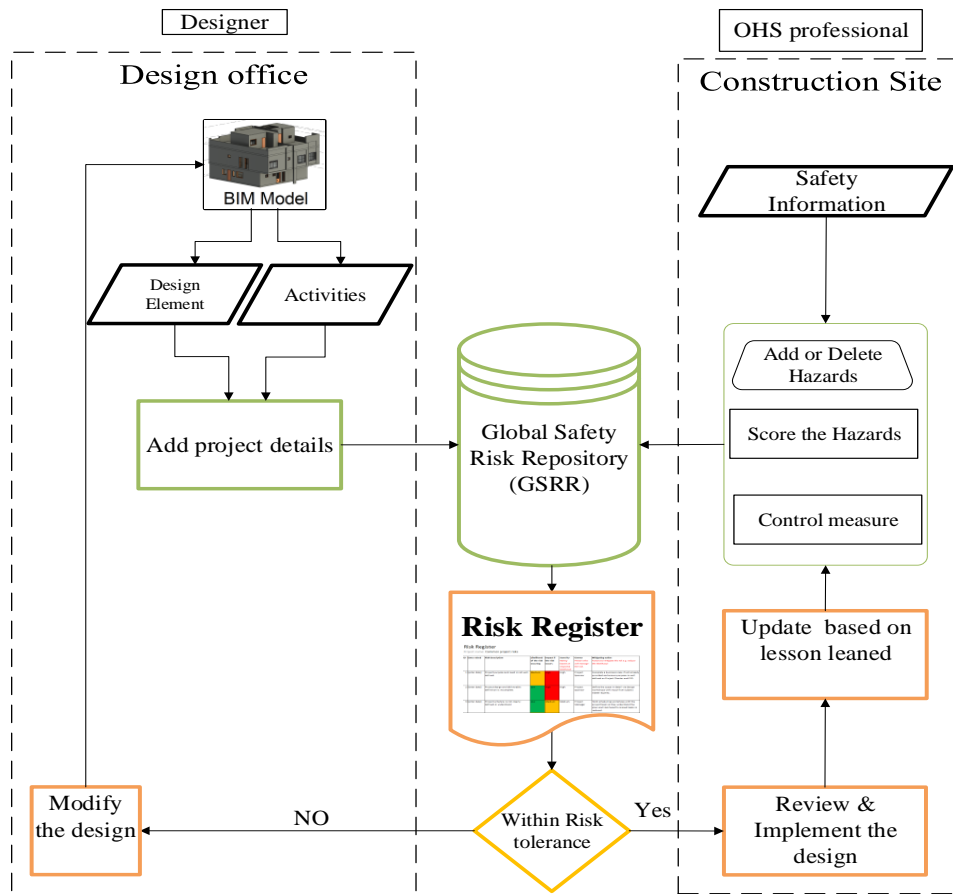 Designer
OHS professional
Design office
Construction Site
BIM Model
Safety
Information
Design
Element
Activities
Add or Delete
Hazards
Add project details
Global Safety
Risk Repository
(GSRR)
Score the Hazards
Control measure
Risk Register
Risk Register
Update based on
lesson leaned
Modify
the design
NO
Within Risk
tolerance
Yes
Review &
Implement the
design